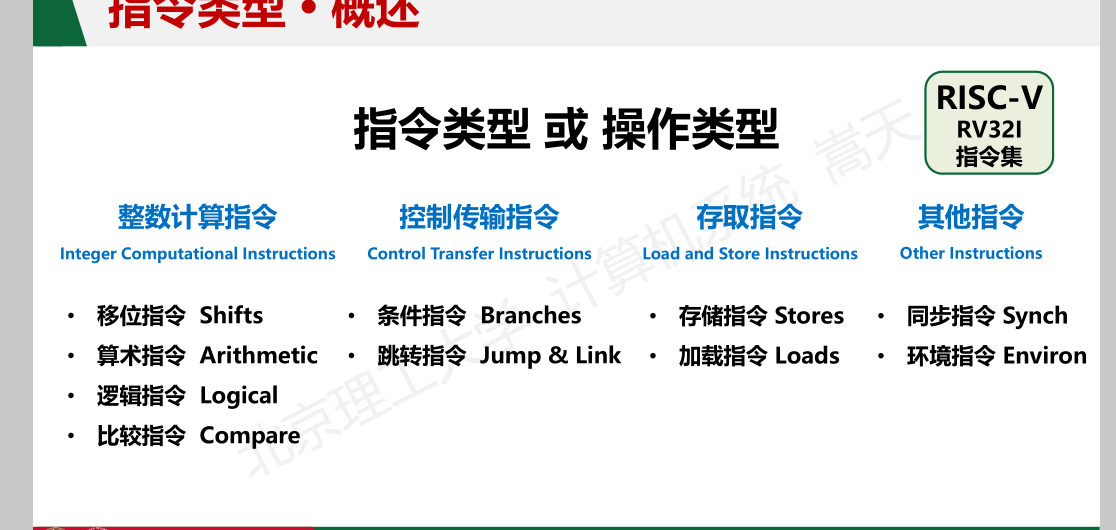 指令类型·概述
指令类型 或 操作类型
RISC-V
RV32I
指令集
整数计算指令
Integer Computational Instructions
• 移位指令 Shifts
• 算术指令 Arithmetic
• 逻辑指令 Logical
• 比较指令 Compare
控制传输指令
Control Transfer Instructions
• 条件指令 Branches
• 跳转指令 Jump & Link
存取指令
Load and Store Instructions
• 存储指令 Stores
• 加载指令 Loads
其他指令
Other Instructions
• 同步指令 Synch
• 环境指令 Environ
北京理工大学 计算机系统 嵩天